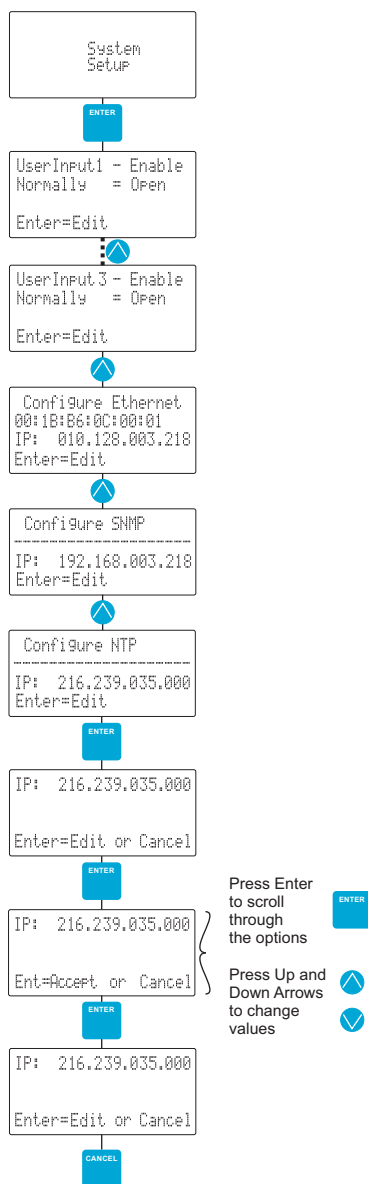 System
Setup
ENTER
UserInput1 - Enable
Normally = Open
Enter=Edit
UserInput3 - Enable
Normally = Open
Enter=Edit
Configure Ethernet
00:1B:B6:0C:00:01
IP: 010.128.003.218
Enter=Edit
Configure SNMP
IP: 192.168.003.218
Enter=Edit
Configure NTP
IP: 216.239.035.000
Enter=Edit
ENTER
IP: 216.239.035.000
Enter=Edit or Cancel
ENTER
IP: 216.239.035.000
Ent=Accept or Cancel
Press Enter
to scroll
through
the options
ENTER
Press Up and
Down Arrows
to change
values
ENTER
IP: 216.239.035.000
Enter=Edit or Cancel
CANCEL